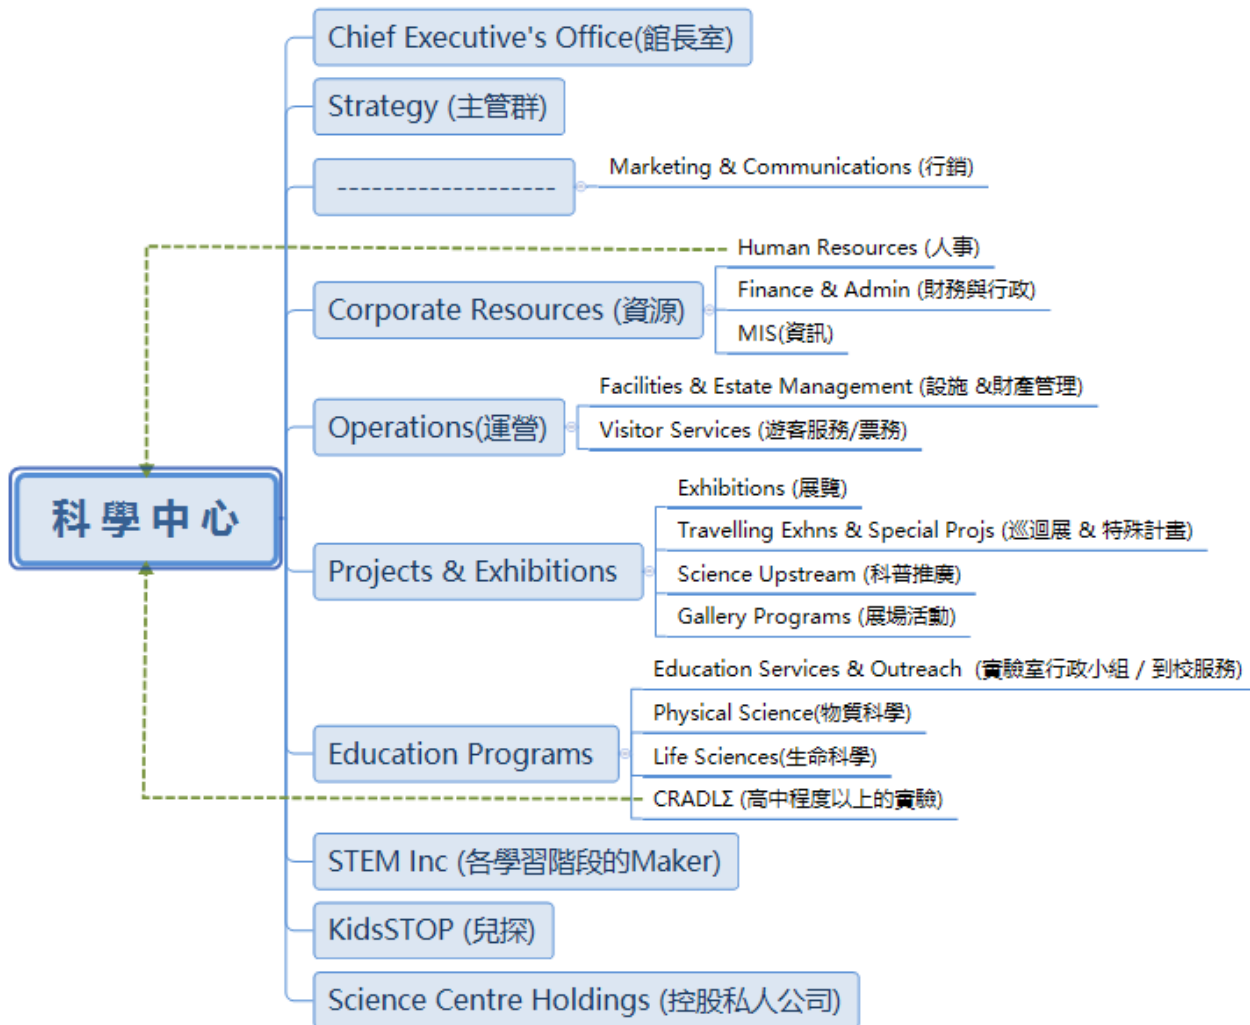 Chief Executive's Office(館長室)
Strategy (主管群)
-------------------
Marketing & Communications (行銷)
Human Resources (人事)
Corporate Resources (資源)
Finance & Admin (財務與行政)
MIS(資訊)
Facilities & Estate Management (設施 &財產管理)
Operations(運營)
Visitor Services (遊客服務/票務)
科 學 中 心
Exhibitions (展覽)
Travelling Exhns & Special Projs (巡迴展 & 特殊計畫)
Projects & Exhibitions
Science Upstream (科普推廣)
Gallery Programs (展場活動)
Education Services & Outreach (實驗室行政小組 / 到校服務)
Physical Science(物質科學)
Education Programs
Life Sciences(生命科學)
CRADLΣ (高中程度以上的實驗)
STEM Inc (各學習階段的Maker)
KidsSTOP (兒探)
Science Centre Holdings (控股私人公司)